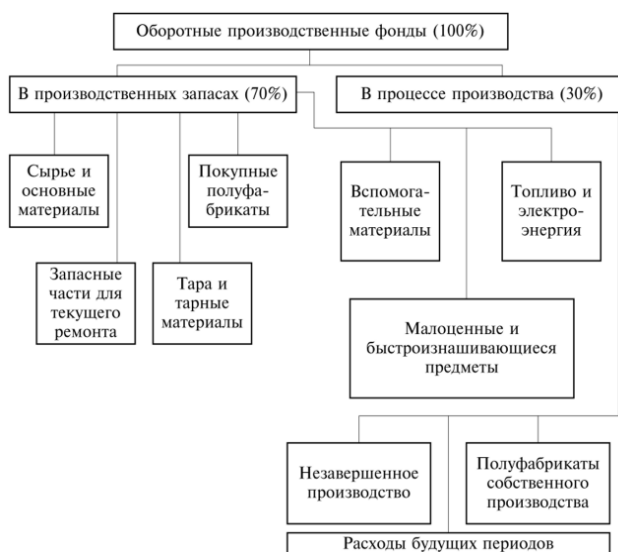 Оборотные производственные фонды (100%)
В производственных запасах (70%)
В процессе производства (30%)
Сырье и
основные
материалы
Покупные
полуфа-
брикаты
Вспомога-
тельные
материалы
Топливо и
электро-
энергия
Запасные
части для
текущего
ремонта
Тара и
тарные
материалы
Малоценные и
быстроизнашивающиеся
предметы
Незавершенное
производство
Полуфабрикаты
собственного
производства
Расходы будущих периодов